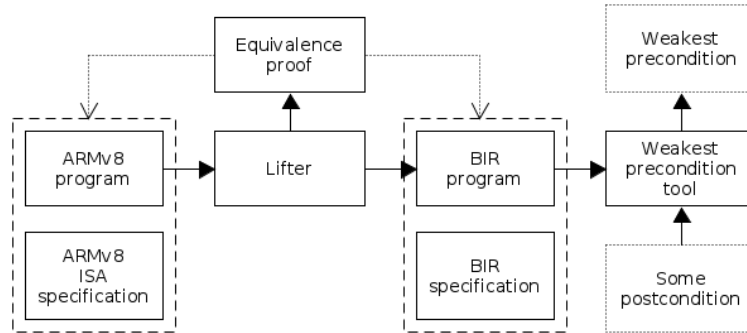 Equivalence
proof
Weakest
precondition
ARMv8
program
Lifter
BIR
program
Weakest
precondition
tool
ARMv8
ISA
specification
BIR
specification
Some
postcondition